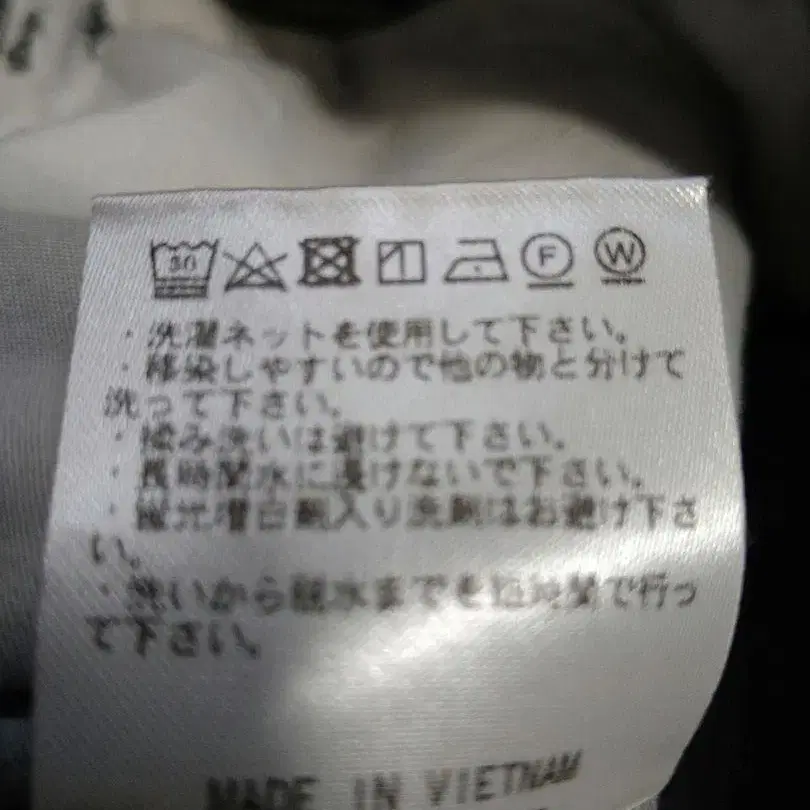 30 F W
・洗濯ネットを使用して下さい。
・移染しやすいので他の物と分けて
洗って下さい。
・揉み洗いは避けて下さい。
・長時間水に浸けないで下さい。
・蛍光増白剤入り洗剤はお避け下さ
い。
・洗いから脱水までを短時間で行っ
て下さい。
MADE IN VIETNAM